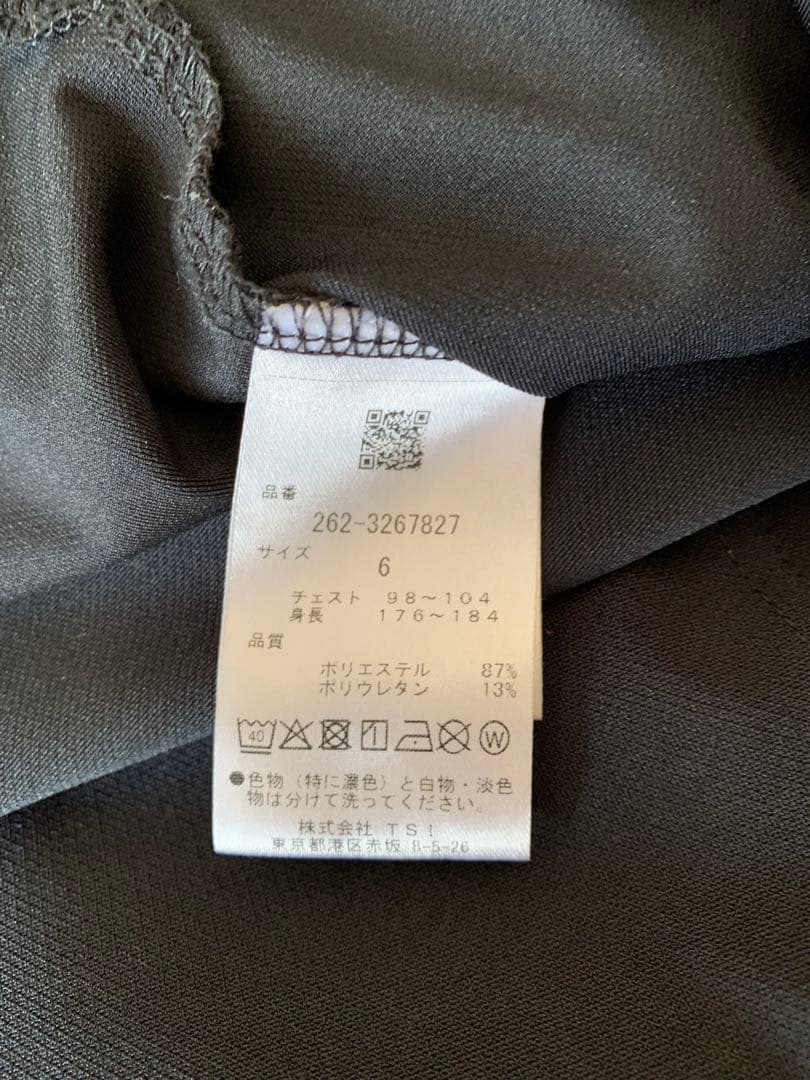 品番
262-3267827
サイズ
6
チェスト 98~104
身長 176~184
品質
ポリエステル 87%
ポリウレタン 13%
40 W
●色物(特に濃色)と白物・淡色
物は分けて洗ってください。
株式会社 TSI
東京都港区赤坂 8-5-26